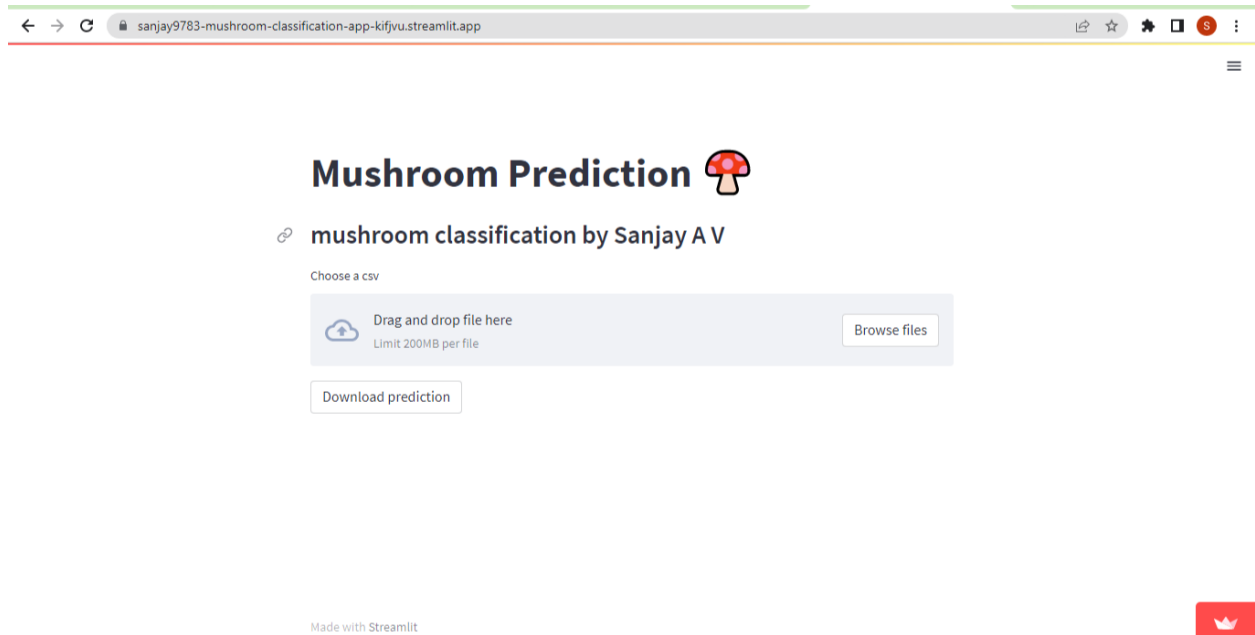 sanjay9783-mushroom-classification-app-kifjvu.streamlit.app
S
Mushroom Prediction
mushroom classification by Sanjay A V
Choose a csv
Drag and drop file here
Limit 200MB per file
Browse files
Download prediction
Made with Streamlit